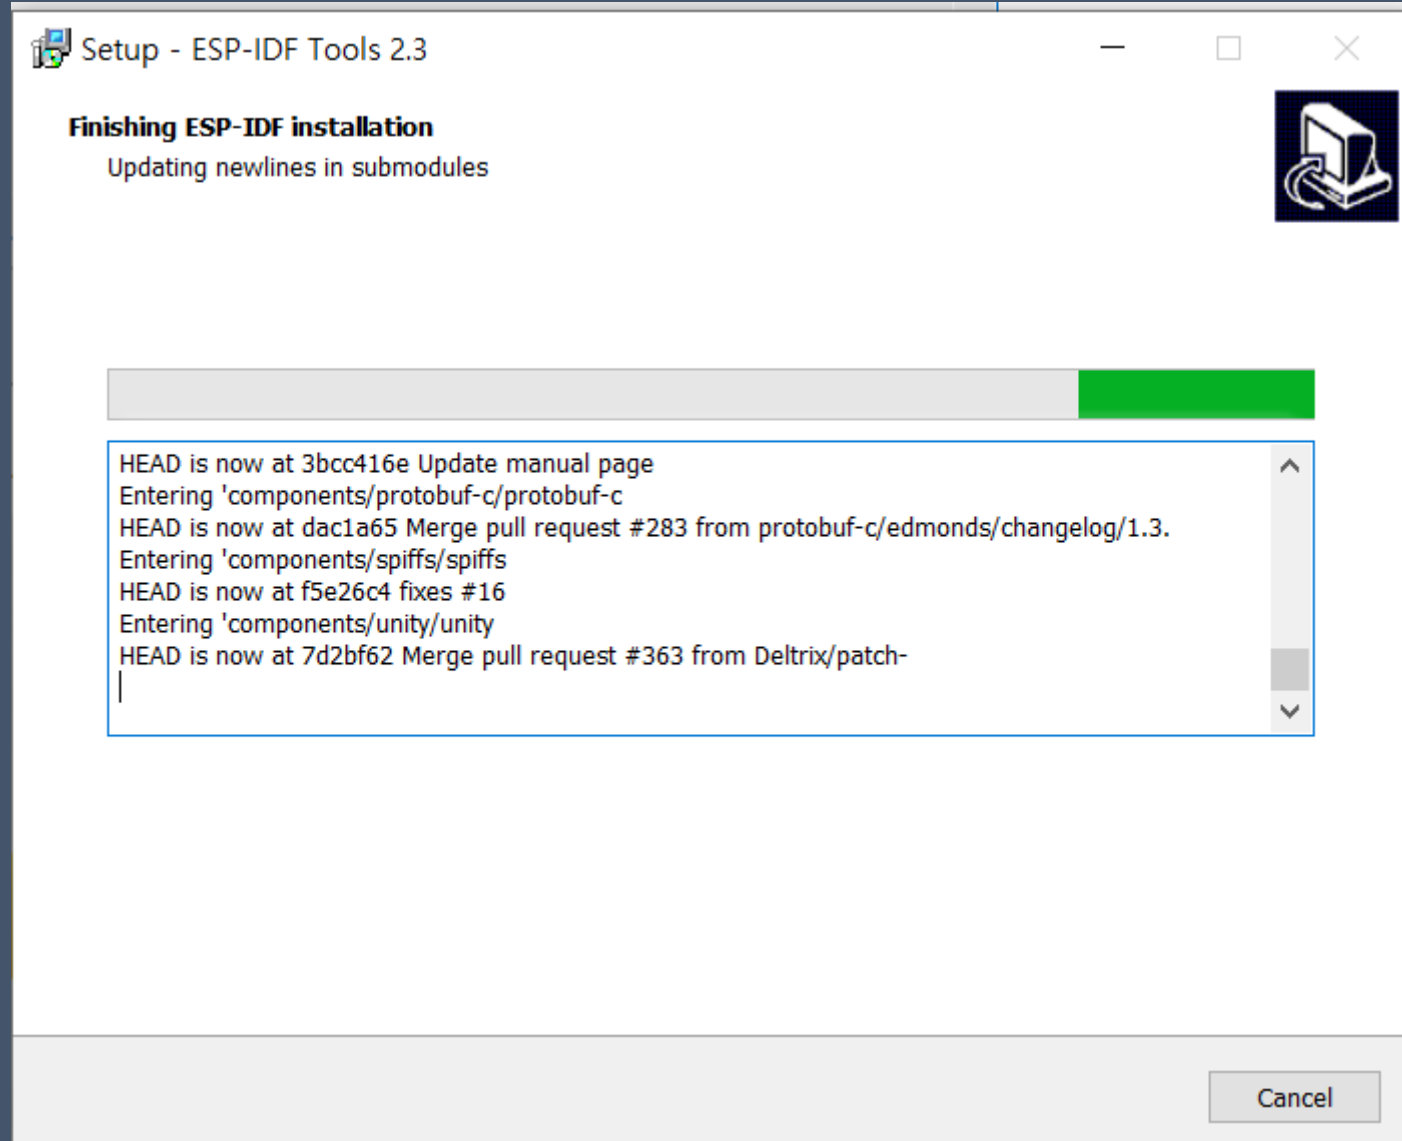 Setup - ESP-IDF Tools 2.3
Finishing ESP-IDF installation
Updating newlines in submodules
HEAD is now at 3bcc416e Update manual page
Entering 'components/protobuf-c/protobuf-c
HEAD is now at dac1a65 Merge pull request #283 from protobuf-c/edmonds/changelog/1.3.
Entering 'components/spiffs/spiffs
HEAD is now at f5e26c4 fixes #16
Entering 'components/unity/unity
HEAD is now at 7d2bf62 Merge pull request #363 from Deltrix/patch-
Cancel